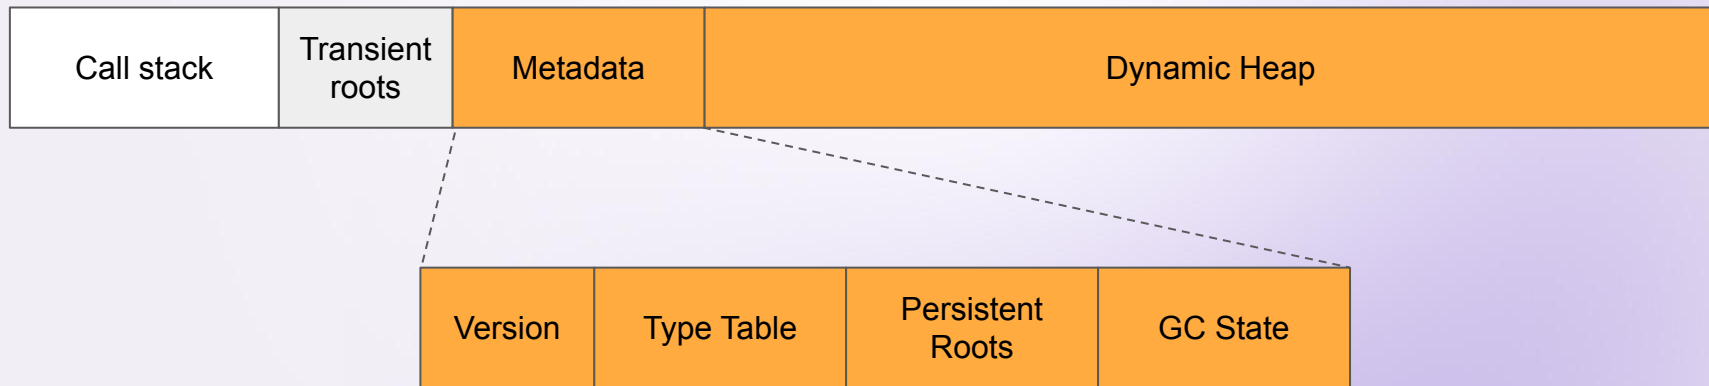 Call stack
Transient
roots
Metadata
Dynamic Heap
Version
Type Table
Persistent
Roots
GC State